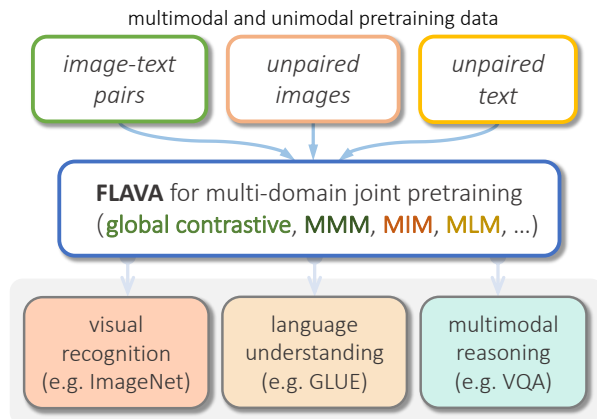 multimodal and unimodal pretraining data
image-text
pairs
unpaired
images
unpaired
text
FLAVA for multi-domain joint pretraining
(global contrastive, MMM, MIM, MLM, ...)
visual
recognition
(e.g. ImageNet)
language
understanding
(e.g. GLUE)
multimodal
reasoning
(e.g. VQA)